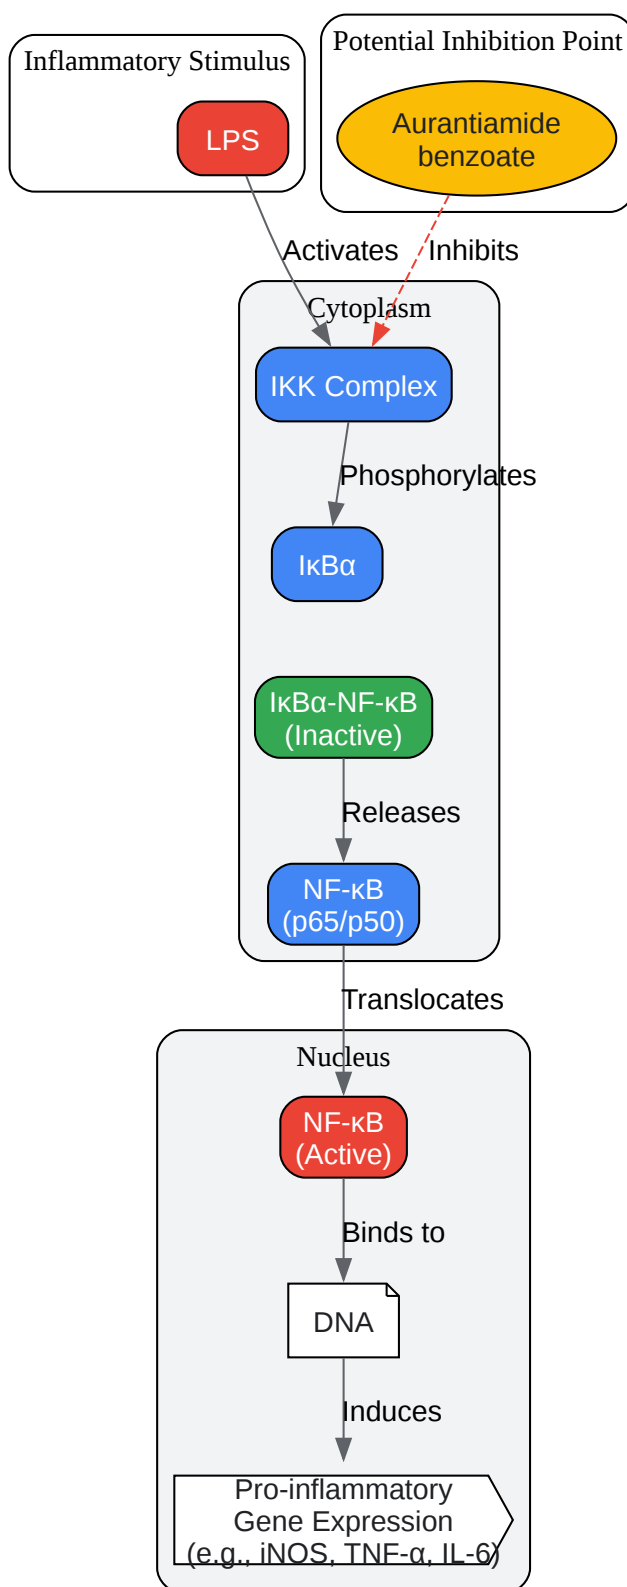 Inflammatory Stimulus
Potential Inhibition Point
LPS
Aurantiamide
benzoate
Activates
Inhibits
Cytoplasm
IKK Complex
Phosphorylates
IκBα
IκBα-NF-κB
(Inactive)
Releases
NF-κB
(p65/p50)
Translocates
Nucleus
NF-κB
(Active)
Binds to
DNA
Induces
Pro-inflammatory
Gene Expression
(e.g., iNOS, TNF-α, IL-6)